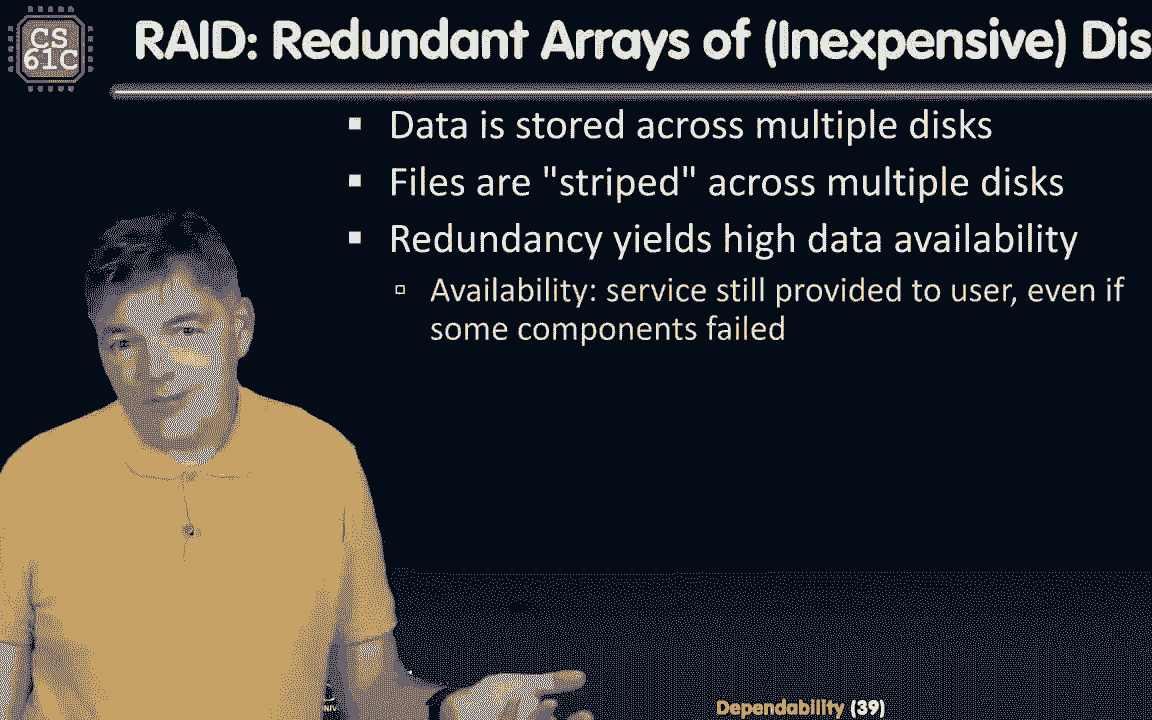 CS
61C
RAID: Redundant Arrays of (Inexpensive) Dis
Data is stored across multiple disks
Files are "striped" across multiple disks
Redundancy yields high data availability
Availability: service still provided to user, even if
some components failed
Dependability (39)